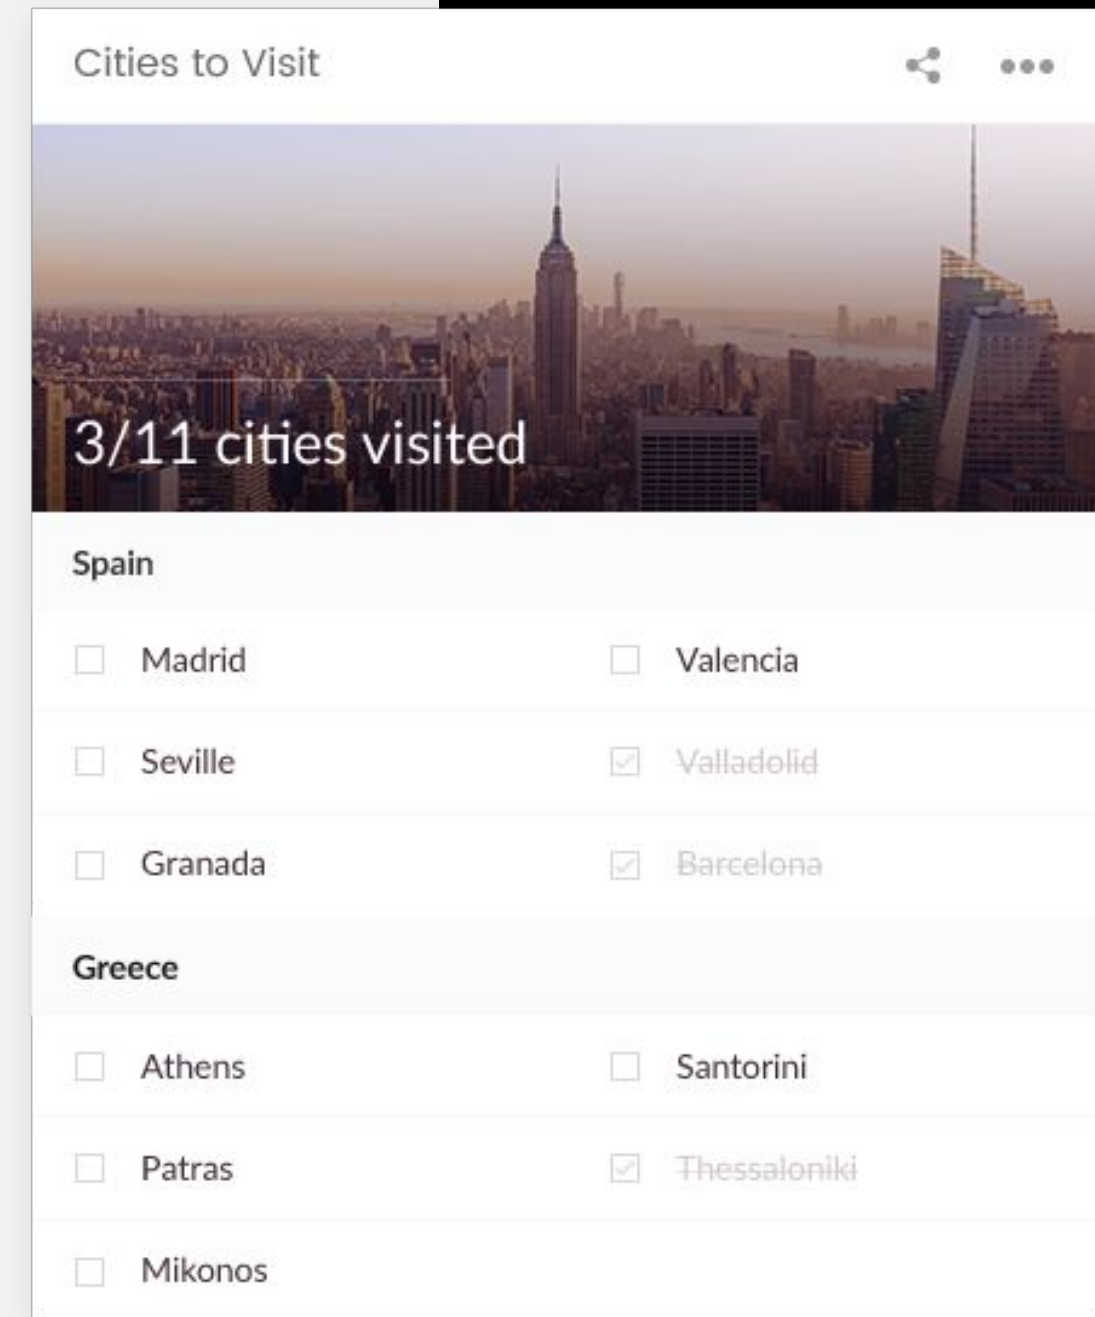 Cities to Visit
3/11 cities visited
Spain
Madrid
Valencia
Seville
Valladolid
Granada
Barcelona
Greece
Athens
Santorini
Patras
Thessaloniki
Mikonos